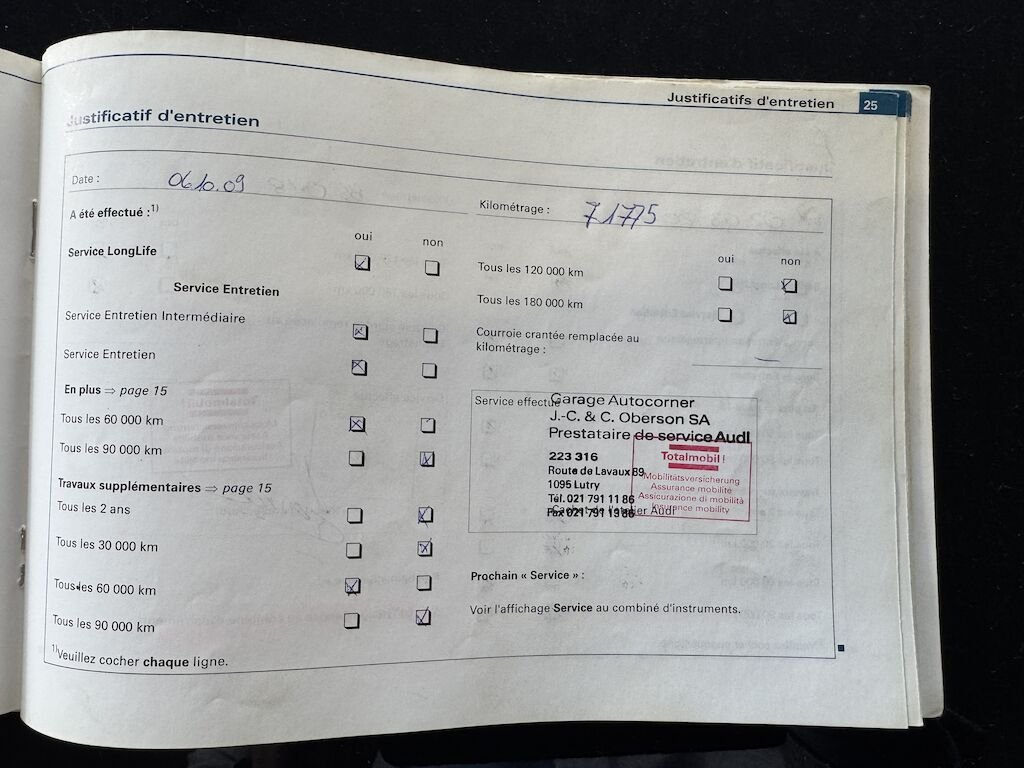 Justificatifs d'entretien 25
Justificatif d'entretien
Date : 06.10.09
Kilométrage : 71775
A été effectué :1)
oui non
Service LongLife
Service Entretien
Service Entretien Intermédiaire
Service Entretien
En plus ⇒ page 15
Tous les 60 000 km
Tous les 90 000 km
Travaux supplémentaires ⇒ page 15
Tous les 2 ans
Tous les 30 000 km
Tous les 60 000 km
Tous les 90 000 km
1)Veuillez cocher chaque ligne.
oui non
Tous les 120 000 km
Tous les 180 000 km
Courroie crantée remplacée au
kilométrage : —
Service effectué
Garage Autocorner
J.-C. & C. Oberson SA
Prestataire de service Audi
223 316
Route de Lavaux 89
1095 Lutry
Tél. 021 791 11 86
Fax 021 791 13 86
Cachet de l'atelier Audi
Totalmobil!
Mobilitätsversicherung
Assurance mobilité
Assicurazione di mobilità
Insurance mobility
Prochain « Service » :
Voir l'affichage Service au combiné d'instruments.